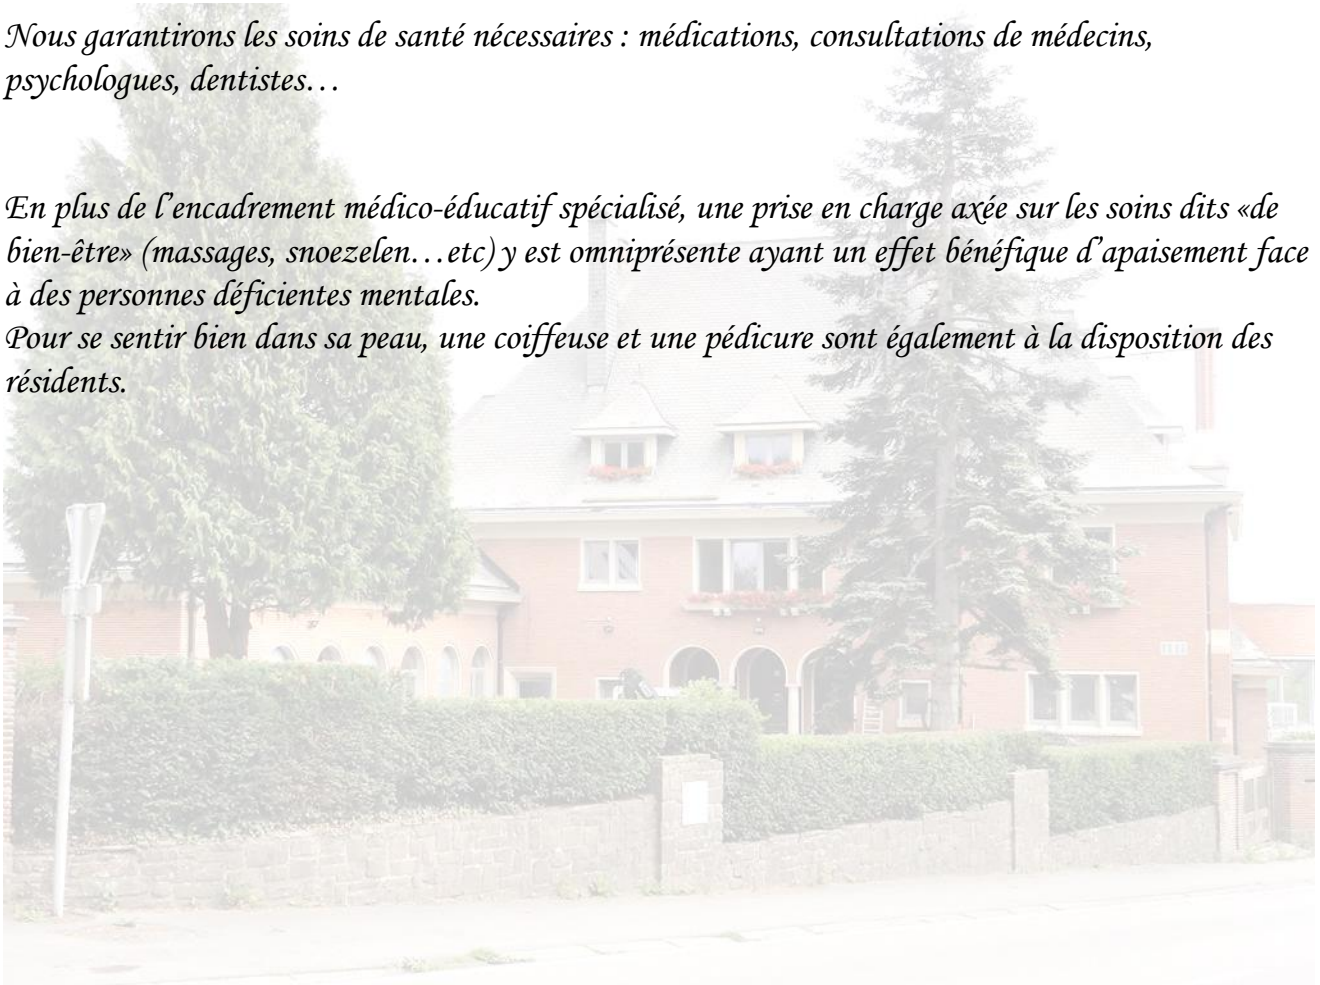 Nous garantirons les soins de santé nécessaires : médications, consultations de médecins,
psychologues, dentistes…
En plus de l’encadrement médico-éducatif spécialisé, une prise en charge axée sur les soins dits «de
bien-être» (massages, snoezelen…etc) y est omniprésente ayant un effet bénéfique d’apaisement face
à des personnes déficientes mentales.
Pour se sentir bien dans sa peau, une coiffeuse et une pédicure sont également à la disposition des
résidents.